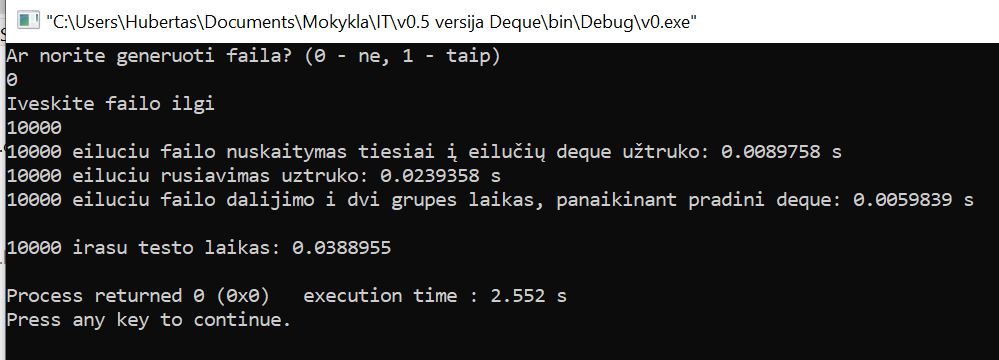 "C:\Users\Hubertas\Documents\Mokykla\IT\v0.5 versija Deque\bin\Debug\v0.exe"
Ar norite generuoti faila? (0 - ne, 1 - taip)
0
Iveskite failo ilgi
10000
10000 eiluciu failo nuskaitymas tiesiai į eilučių deque užtruko: 0.0089758 s
10000 eiluciu rusiavimas uztruko: 0.0239358 s
10000 eiluciu failo dalijimo i dvi grupes laikas, panaikinant pradini deque: 0.0059839 s
10000 irasu testo laikas: 0.0388955
Process returned 0 (0x0)   execution time : 2.552 s
Press any key to continue.